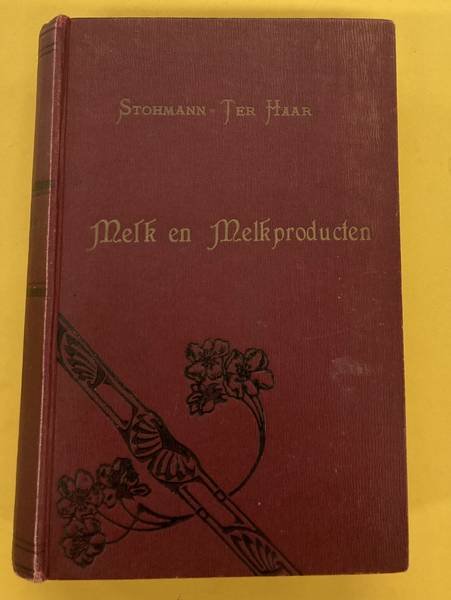 Stohmann-Ter Haar
Melk en Melkproducten